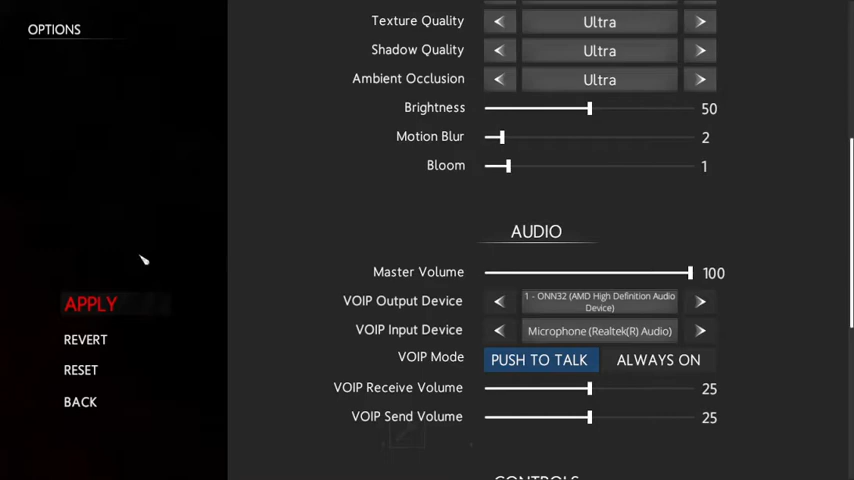 OPTIONS
Texture Quality < Ultra >
Shadow Quality < Ultra >
Ambient Occlusion < Ultra >
Brightness 50
Motion Blur 2
Bloom 1
AUDIO
Master Volume 100
VOIP Output Device < 1 - ONN32 (AMD High Definition Audio
Device) >
VOIP Input Device < Microphone (Realtek(R) Audio) >
VOIP Mode PUSH TO TALK ALWAYS ON
VOIP Receive Volume 25
VOIP Send Volume 25
CONTROLS
APPLY
REVERT
RESET
BACK